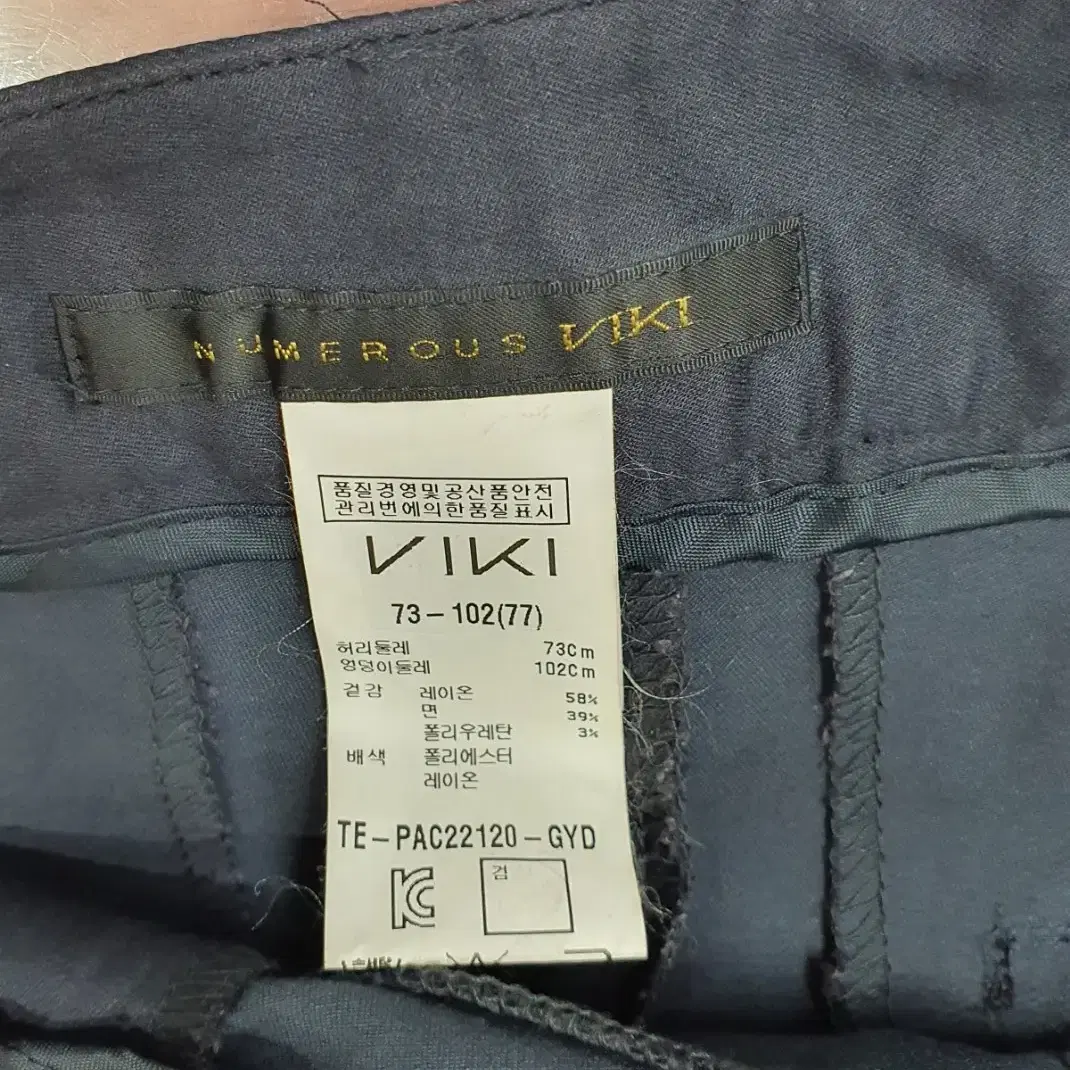 NUMEROUS VIKI
품질경영및공산품안전
관리번에의한품질표시
VIKI
73-102(77)
허리둘레 73Cm
엉덩이둘레 102Cm
겉감 레이온 58%
면 39%
폴리우레탄 3%
배색 폴리에스터
레이온
TE-PAC22120-GYD
KC 검